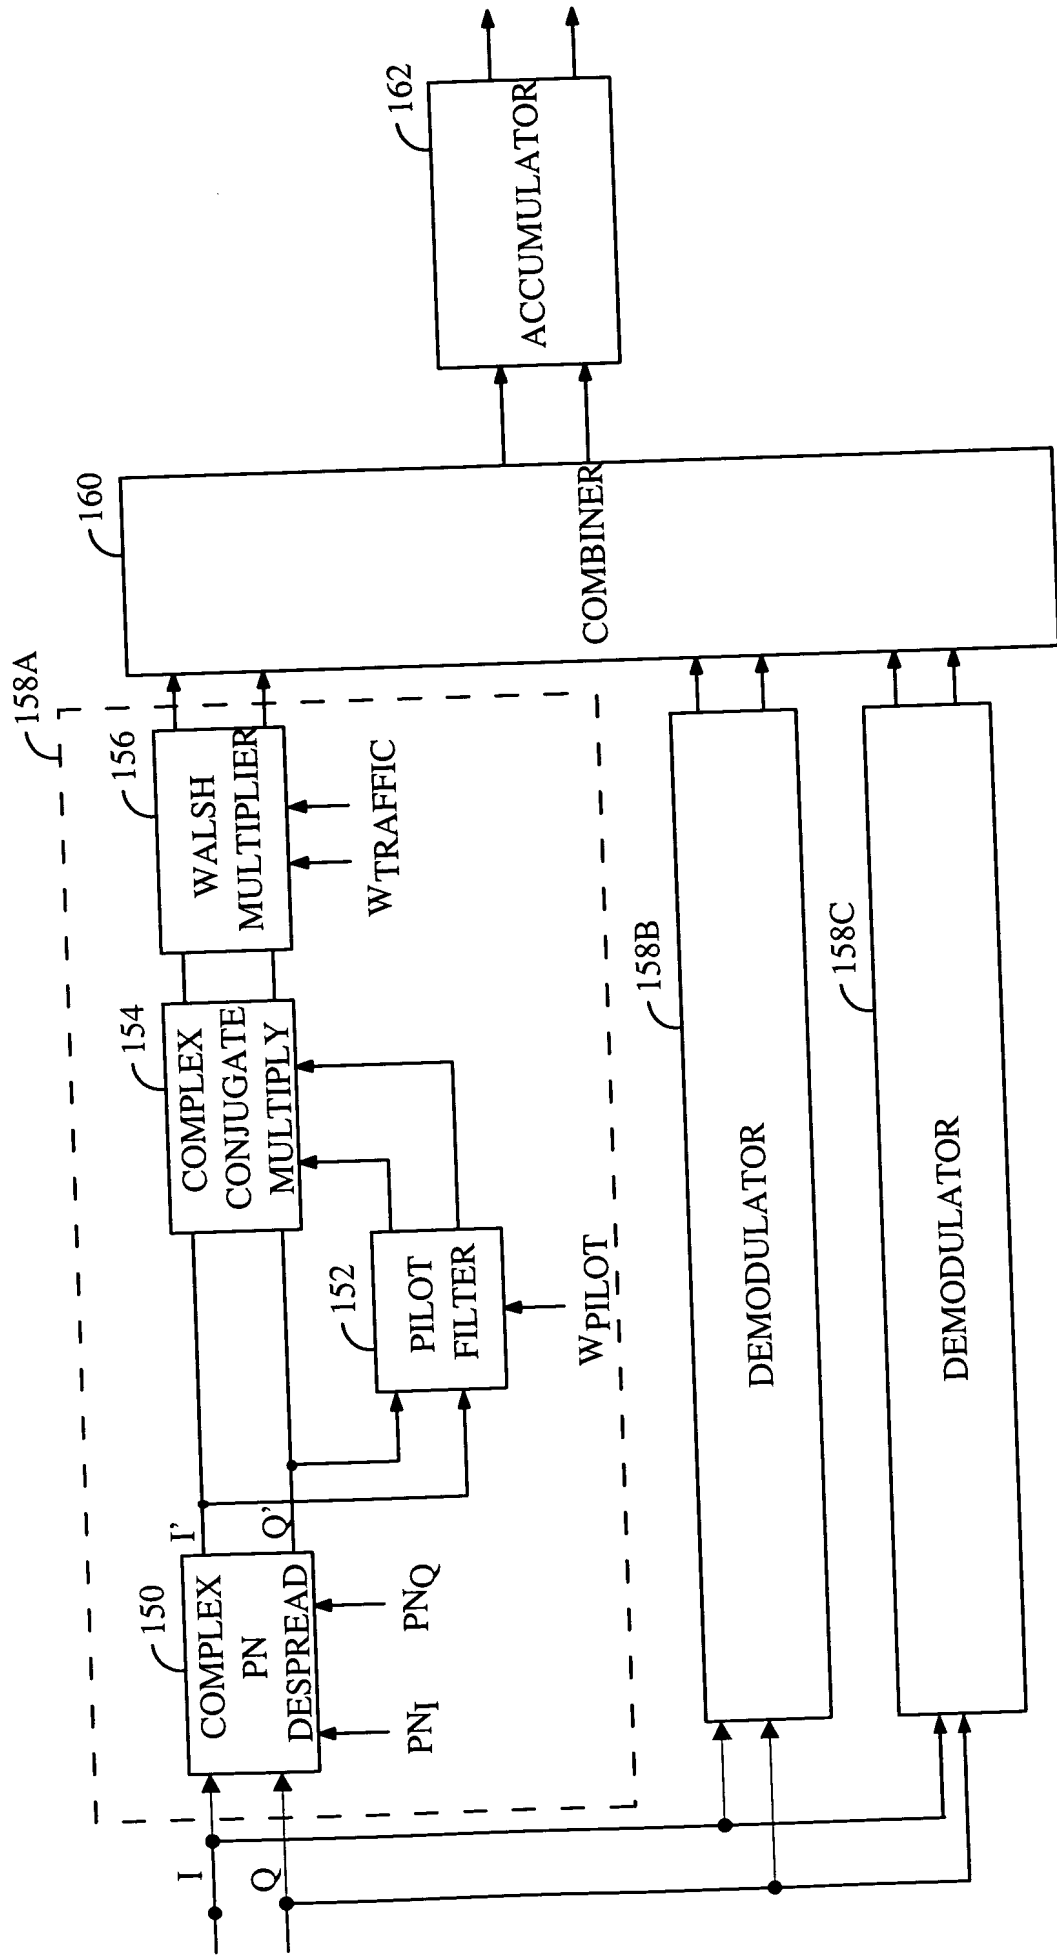 158A
160
162
150
COMPLEX
PN
DESPREAD
I
Q
I'
Q'
PNI
PNQ
152
PILOT
FILTER
WPILOT
154
COMPLEX
CONJUGATE
MULTIPLY
156
WALSH
MULTIPLIER
WTRAFFIC
COMBINER
ACCUMULATOR
158B
DEMODULATOR
158C
DEMODULATOR